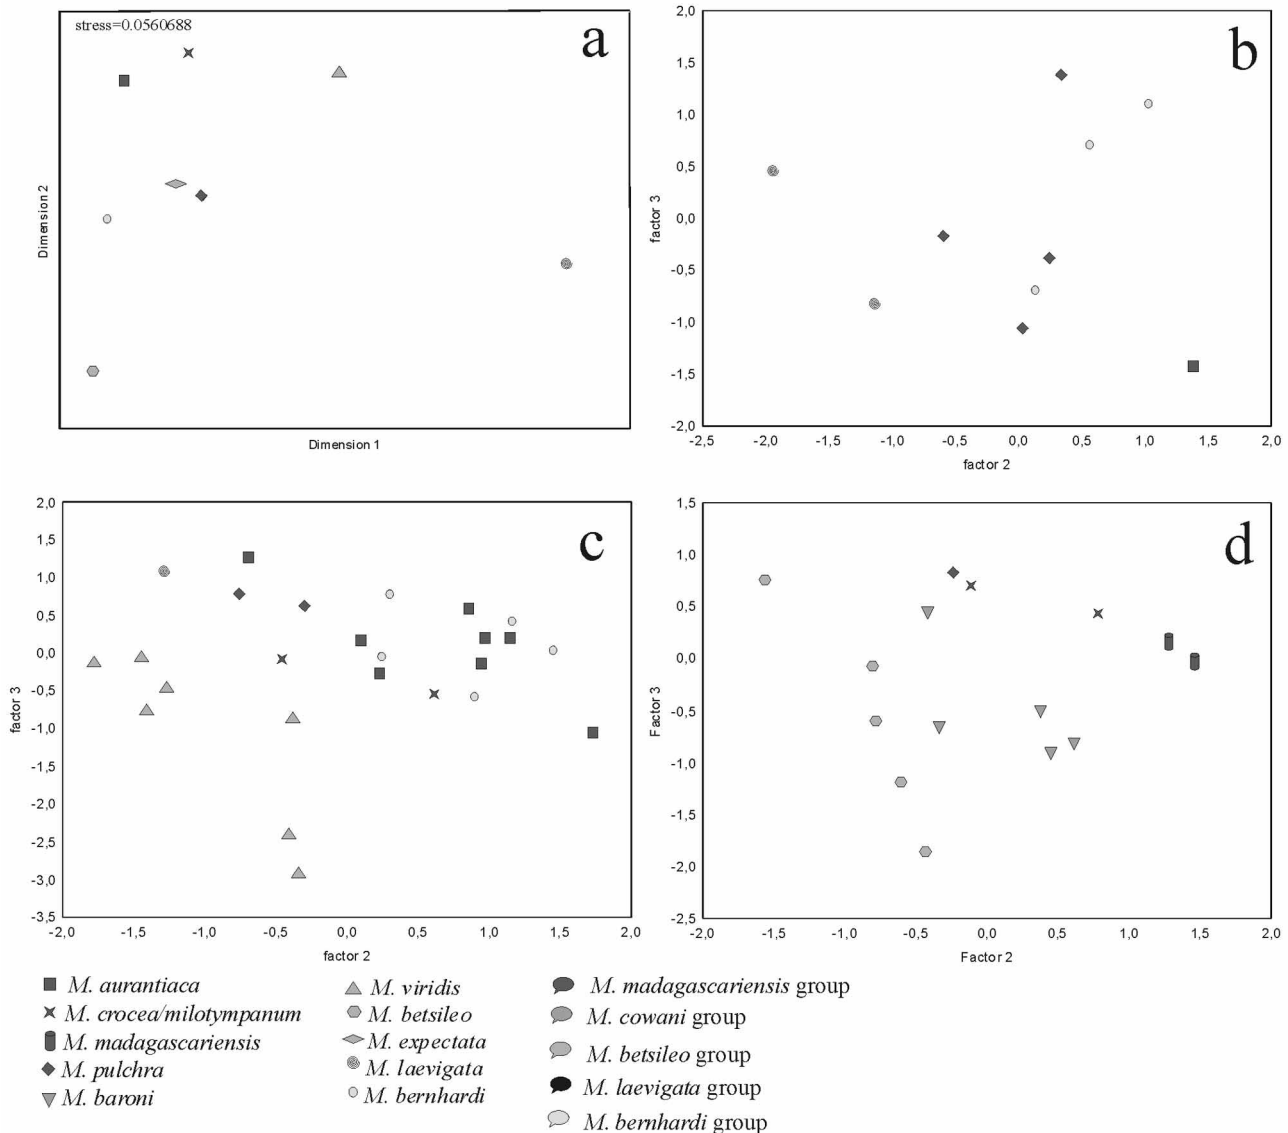 stress=0.0560688
a
Dimension 2
Dimension 1
b
2,0
1,5
1,0
0,5
0,0
-0,5
-1,0
-1,5
-2,0
factor 3
-2,5 -2,0 -1,5 -1,0 -0,5 0,0 0,5 1,0 1,5 2,0
factor 2
c
2,0
1,5
1,0
0,5
0,0
-0,5
-1,0
-1,5
-2,0
-2,5
-3,0
-3,5
factor 3
-2,0 -1,5 -1,0 -0,5 0,0 0,5 1,0 1,5 2,0
factor 2
d
1,5
1,0
0,5
0,0
-0,5
-1,0
-1,5
-2,0
-2,5
Factor 3
-2,0 -1,5 -1,0 -0,5 0,0 0,5 1,0 1,5 2,0
Factor 2
M. aurantiaca
M. crocea/milotympanum
M. madagascariensis
M. pulchra
M. baroni
M. viridis
M. betsileo
M. expectata
M. laevigata
M. bernhardi
M. madagascariensis group
M. cowani group
M. betsileo group
M. laevigata group
M. bernhardi group